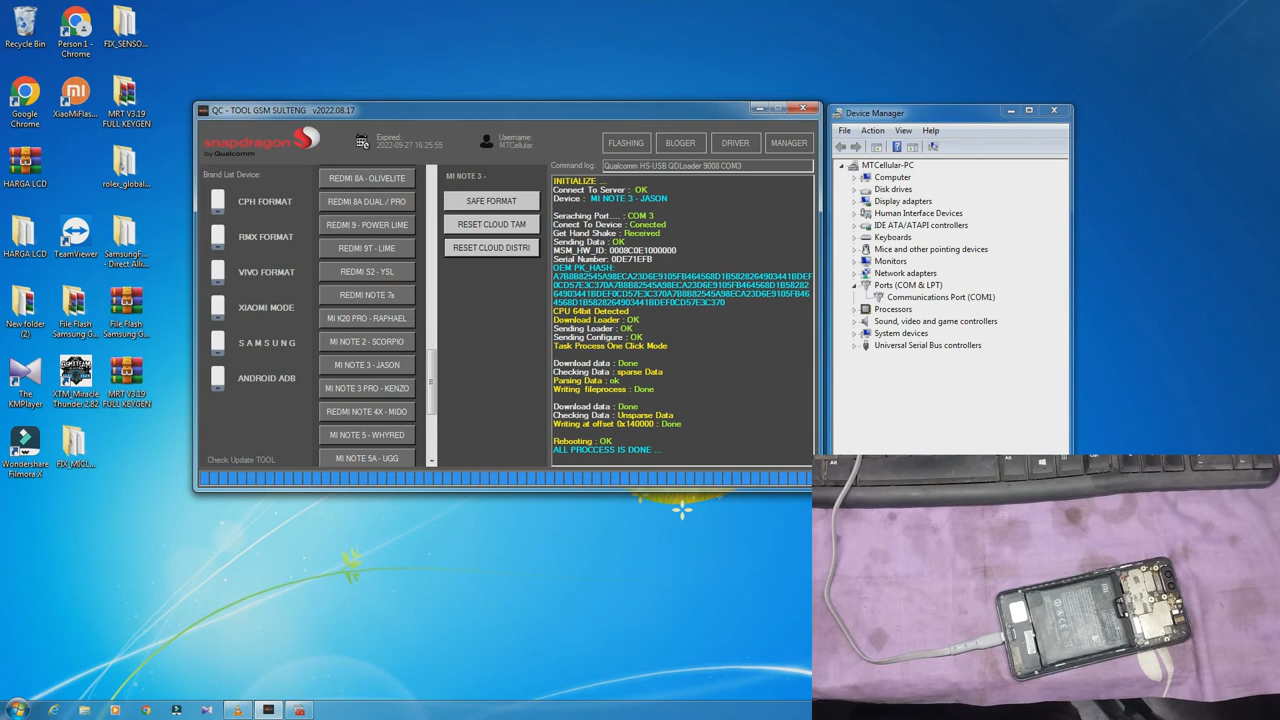 Recycle Bin
Person 1 -
Chrome
FIX_SENSO...
Google
Chrome
XiaoMiFlas...
MRT V3.19
FULL KEYGEN
HARGA LCD
rolex_global...
HARGA LCD
TeamViewer
SamsungF...
- Direct Alli...
New folder
(2)
File Flash
Samsung G...
File Flash
Samsung G...
The
KMPlayer
XTM_Miracle
Thunder 2.82
MRT V3.19
FULL KEYGEN
Wondershare
Filmora X
FIX_MICL...
QC - TOOL GSM SULTENG v2022.08.17
snapdragon
by Qualcomm
Expired:
2022-09-27 16:25:55
Username:
MTCellular
FLASHING
BLOGER
DRIVER
MANAGER
Brand List Device:
CPH FORMAT
RMX FORMAT
VIVO FORMAT
XIAOMI MODE
S A M S U N G
ANDROID ADB
Check Update TOOL
REDMI 8A - OLIVELITE
REDMI 8A DUAL / PRO
REDMI 9 - POWER LIME
REDMI 9T - LIME
REDMI S2 - YSL
REDMI NOTE 7s
MI K20 PRO - RAPHAEL
MI NOTE 2 - SCORPIO
MI NOTE 3 - JASON
MI NOTE 3 PRO - KENZO
REDMI NOTE 4X - MIDO
MI NOTE 5 - WHYRED
MI NOTE 5A - UGG
MI NOTE 3 -
SAFE FORMAT
RESET CLOUD TAM
RESET CLOUD DISTRI
Command log:
Qualcomm HS-USB QDLoader 9008 COM3
INITIALIZE ...
Connect To Server : OK
Device : MI NOTE 3 - JASON
Seraching Port.... : COM 3
Conect To Device : Conected
Get Hand Shake : Received
Sending Data : OK
MSM_HW_ID: 0008C0E1000000
Serial Number: 0DE71EFB
OEM PK_HASH:
A7B8B82545A98ECA23D6E9105FB464568D1B5828264903441BDEF
0CD57E3C370A7B8B82545A98ECA23D6E9105FB464568D1B582826
64903441BDEF0CD57E3C370A7B8B82545A98ECA23D6E9105FB46
4568D1B5828264903441BDEF0CD57E3C370
CPU 64bit Detected
Download Loader : OK
Sending Loader : OK
Sending Configure : OK
Task Process One Click Mode
Download data : Done
Checking Data : sparse Data
Parsing Data : ok
Writing fileprocess : Done
Download data : Done
Checking Data : Unsparse Data
Writing at offset 0x140000 : Done
Rebooting : OK
ALL PROCCESS IS DONE ...
Device Manager
File Action View Help
MTCellular-PC
Computer
Disk drives
Display adapters
Human Interface Devices
IDE ATA/ATAPI controllers
Keyboards
Mice and other pointing devices
Monitors
Network adapters
Ports (COM & LPT)
Communications Port (COM1)
Processors
Sound, video and game controllers
System devices
Universal Serial Bus controllers
Alt
Alt
Ctrl